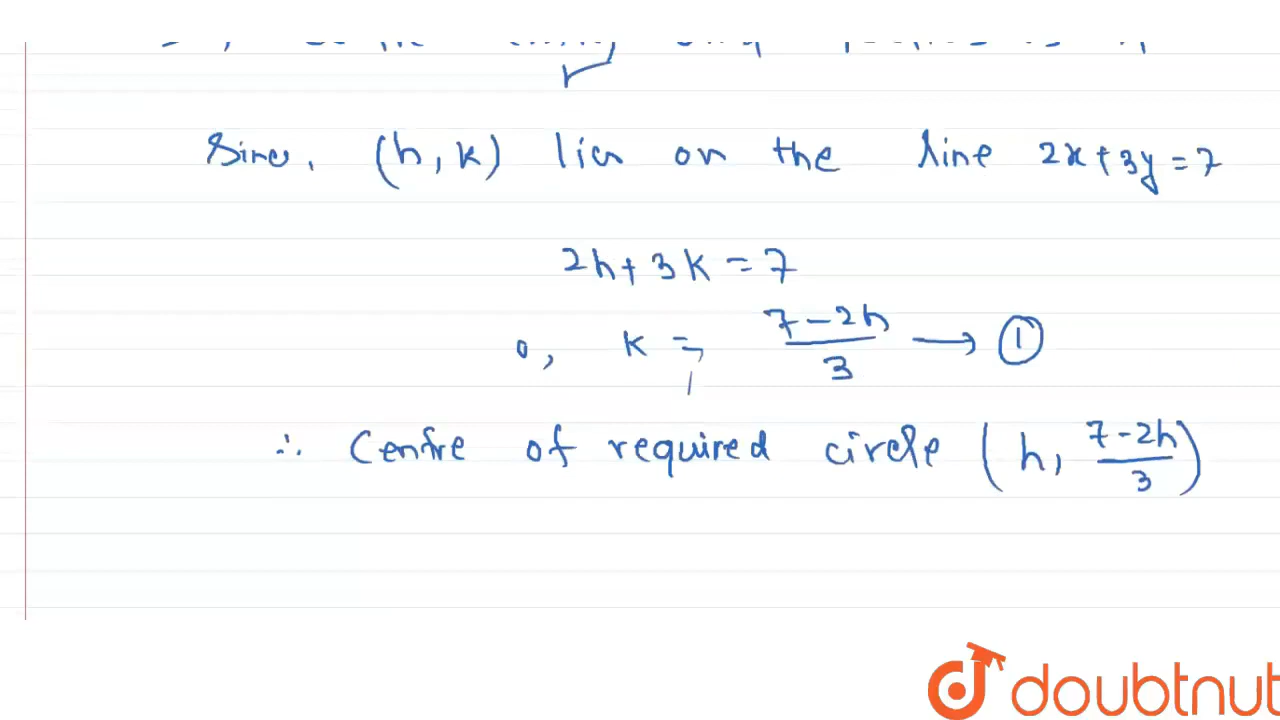 Since, (h, k) lies on the line 2x+3y=7
2h+3k=7
o, k = 7-2h/3 → ①
∴ Centre of required circle (h, 7-2h/3)
doubtnut